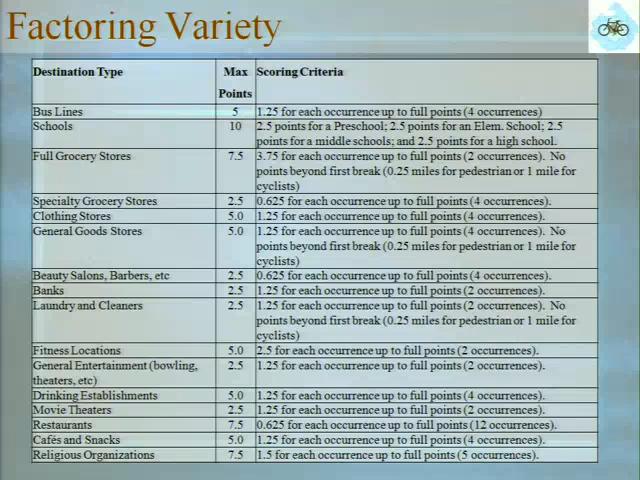 Factoring Variety
Destination Type Max Points Scoring Criteria
Bus Lines 5 1.25 for each occurrence up to full points (4 occurrences)
Schools 10 2.5 points for a Preschool; 2.5 points for an Elem. School; 2.5
points for a middle schools; and 2.5 points for a high school.
Full Grocery Stores 7.5 3.75 for each occurrence up to full points (2 occurrences). No
points beyond first break (0.25 miles for pedestrian or 1 mile for
cyclists)
Specialty Grocery Stores 2.5 0.625 for each occurrence up to full points (4 occurrences).
Clothing Stores 5.0 1.25 for each occurrence up to full points (4 occurrences).
General Goods Stores 5.0 1.25 for each occurrence up to full points (4 occurrences). No
points beyond first break (0.25 miles for pedestrian or 1 mile for
cyclists)
Beauty Salons, Barbers, etc 2.5 0.625 for each occurrence up to full points (4 occurrences).
Banks 2.5 1.25 for each occurrence up to full points (2 occurrences).
Laundry and Cleaners 2.5 1.25 for each occurrence up to full points (2 occurrences). No
points beyond first break (0.25 miles for pedestrian or 1 mile for
cyclists)
Fitness Locations 5.0 2.5 for each occurrence up to full points (2 occurrences).
General Entertainment (bowling, 2.5 1.25 for each occurrence up to full points (2 occurrences).
theaters, etc)
Drinking Establishments 5.0 1.25 for each occurrence up to full points (4 occurrences).
Movie Theaters 2.5 1.25 for each occurrence up to full points (2 occurrences).
Restaurants 7.5 0.625 for each occurrence up to full points (12 occurrences).
Cafés and Snacks 5.0 1.25 for each occurrence up to full points (4 occurrences).
Religious Organizations 7.5 1.5 for each occurrence up to full points (5 occurrences).